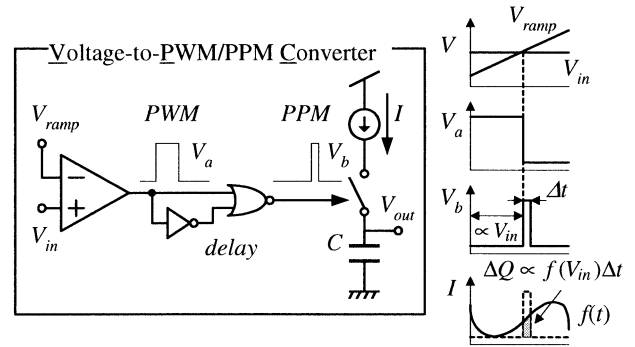 Voltage-to-PWM/PPM Converter
V_ramp
PWM
V_a
PPM
V_b
I
−
+
V_in
delay
V_out
C
V
V_ramp
V_in
V_a
V_b
Δt
∝ V_in
ΔQ ∝ f(V_in)Δt
I
f(t)